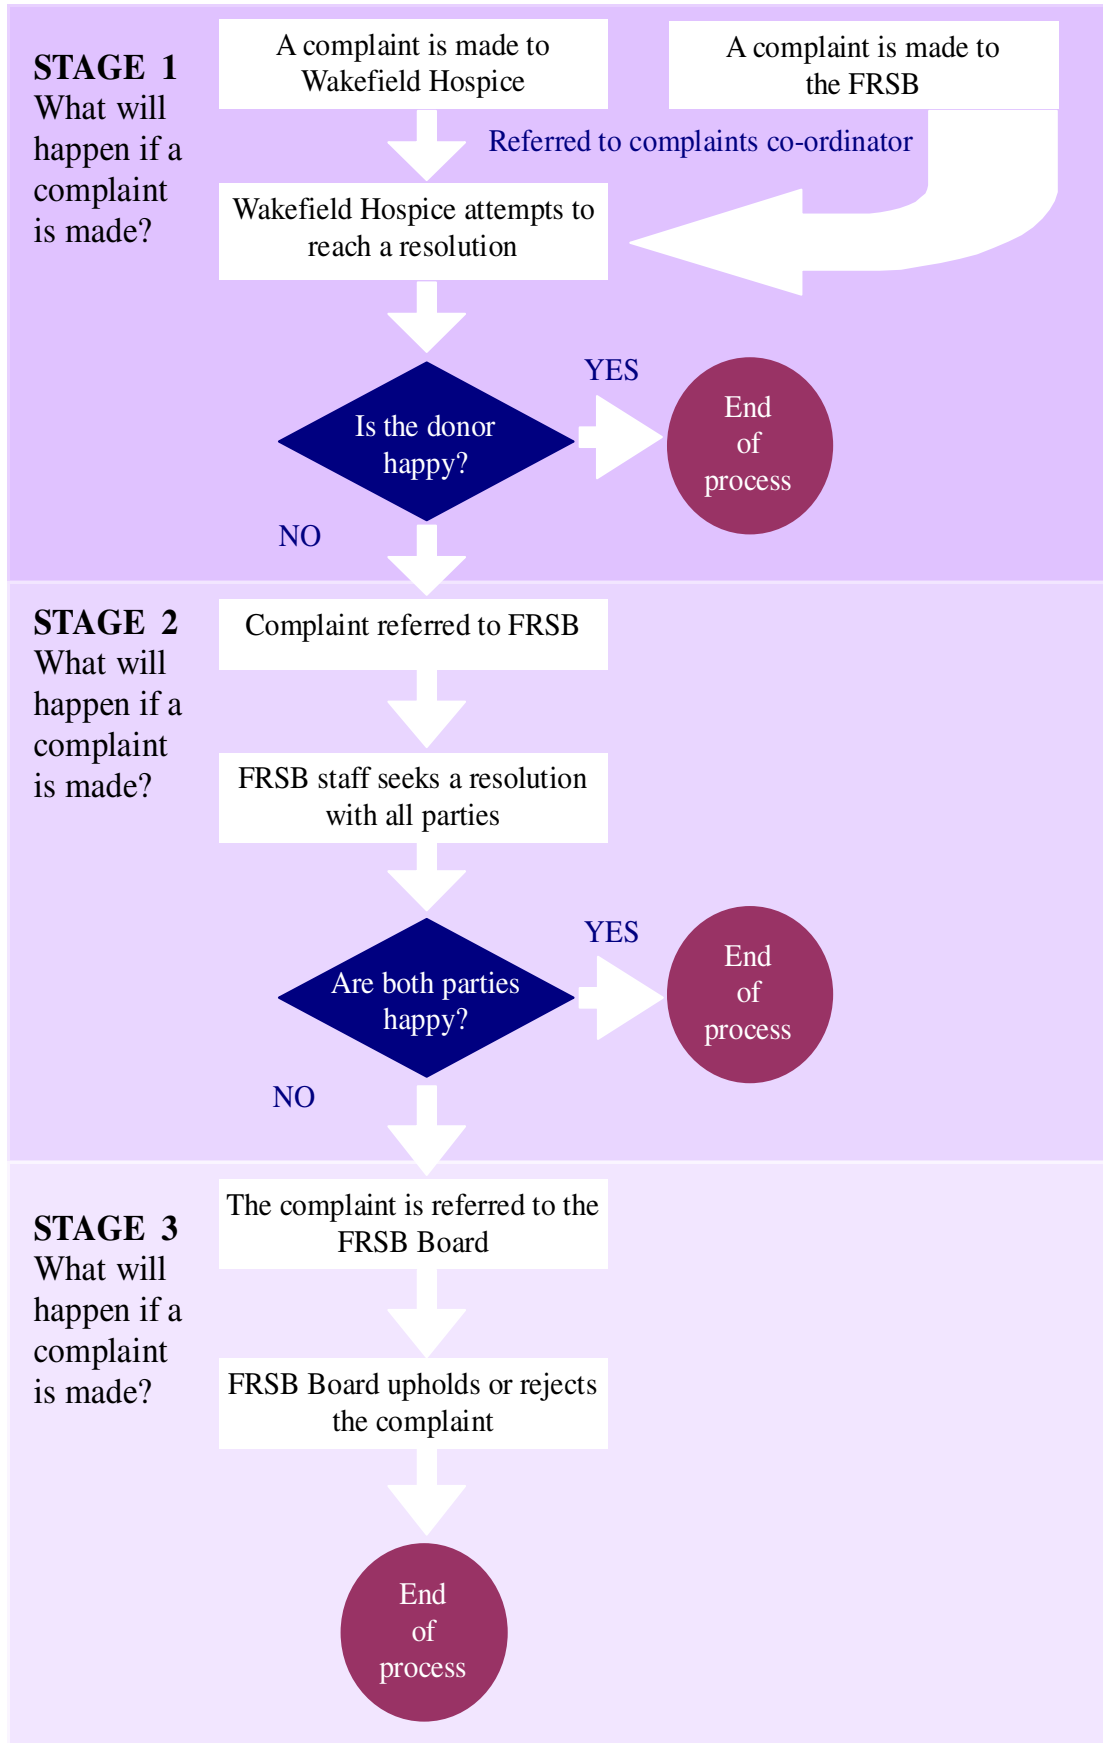 STAGE 1
What will
happen if a
complaint
is made?
A complaint is made to
Wakefield Hospice
A complaint is made to
the FRSB
Referred to complaints co-ordinator
Wakefield Hospice attempts to
reach a resolution
Is the donor
happy?
YES
End
of
process
NO
STAGE 2
What will
happen if a
complaint
is made?
Complaint referred to FRSB
FRSB staff seeks a resolution
with all parties
Are both parties
happy?
YES
End
of
process
NO
STAGE 3
What will
happen if a
complaint
is made?
The complaint is referred to the
FRSB Board
FRSB Board upholds or rejects
the complaint
End
of
process